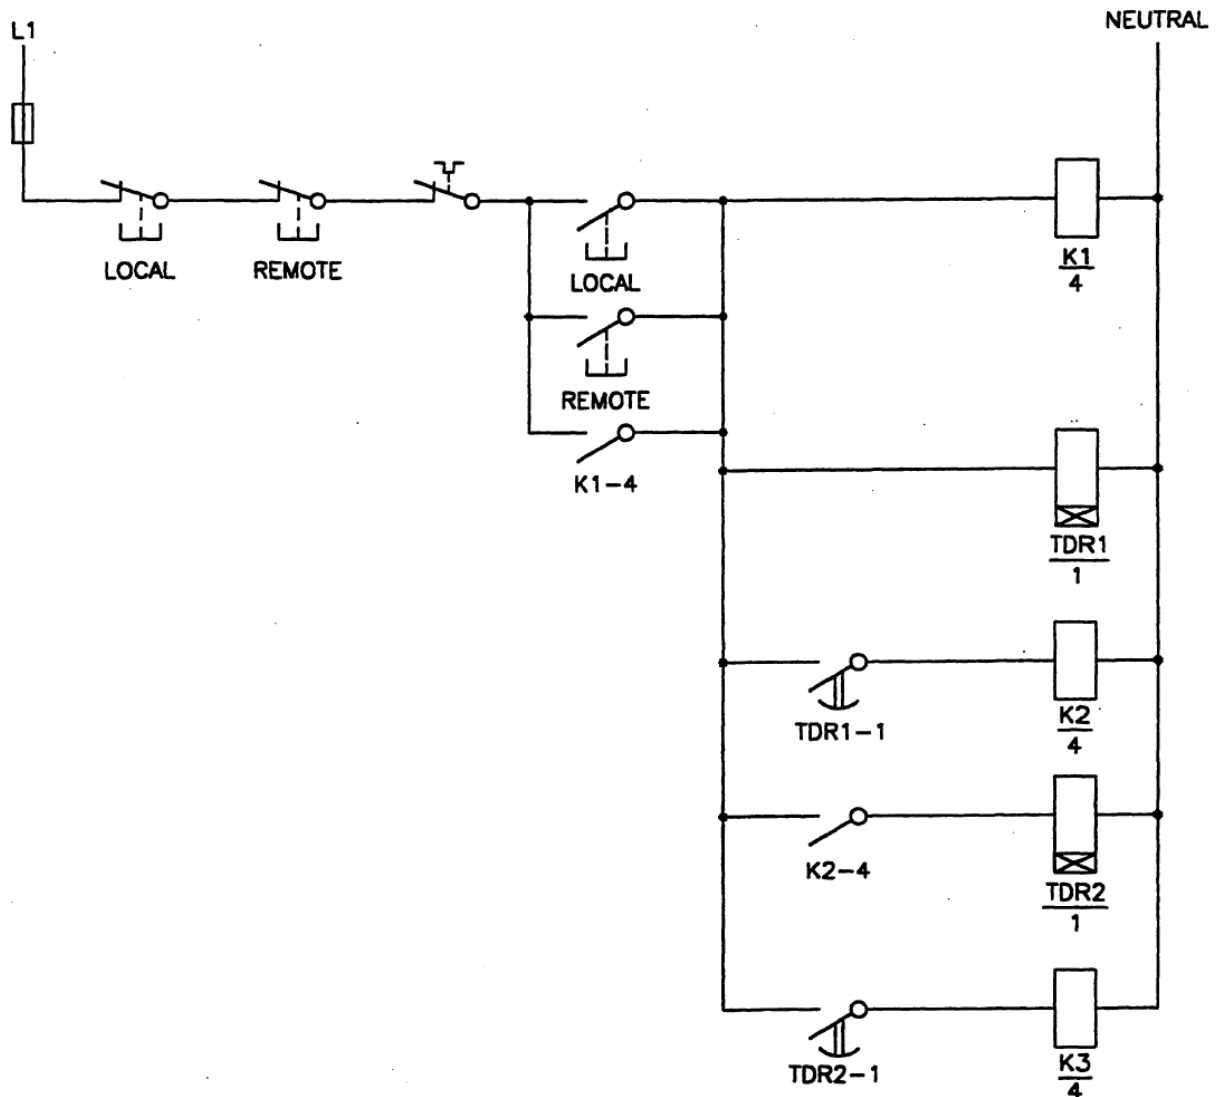 L1
NEUTRAL
LOCAL
REMOTE
LOCAL
K1
4
REMOTE
K1-4
TDR1
1
TDR1-1
K2
4
K2-4
TDR2
1
TDR2-1
K3
4